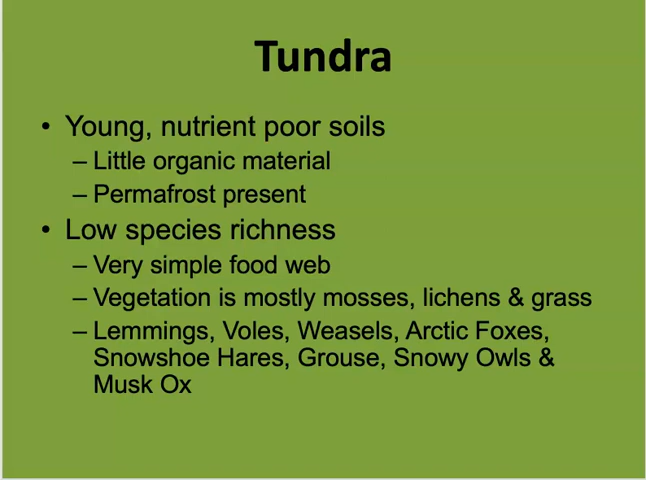 Tundra
• Young, nutrient poor soils
– Little organic material
– Permafrost present
• Low species richness
– Very simple food web
– Vegetation is mostly mosses, lichens & grass
– Lemmings, Voles, Weasels, Arctic Foxes,
Snowshoe Hares, Grouse, Snowy Owls &
Musk Ox